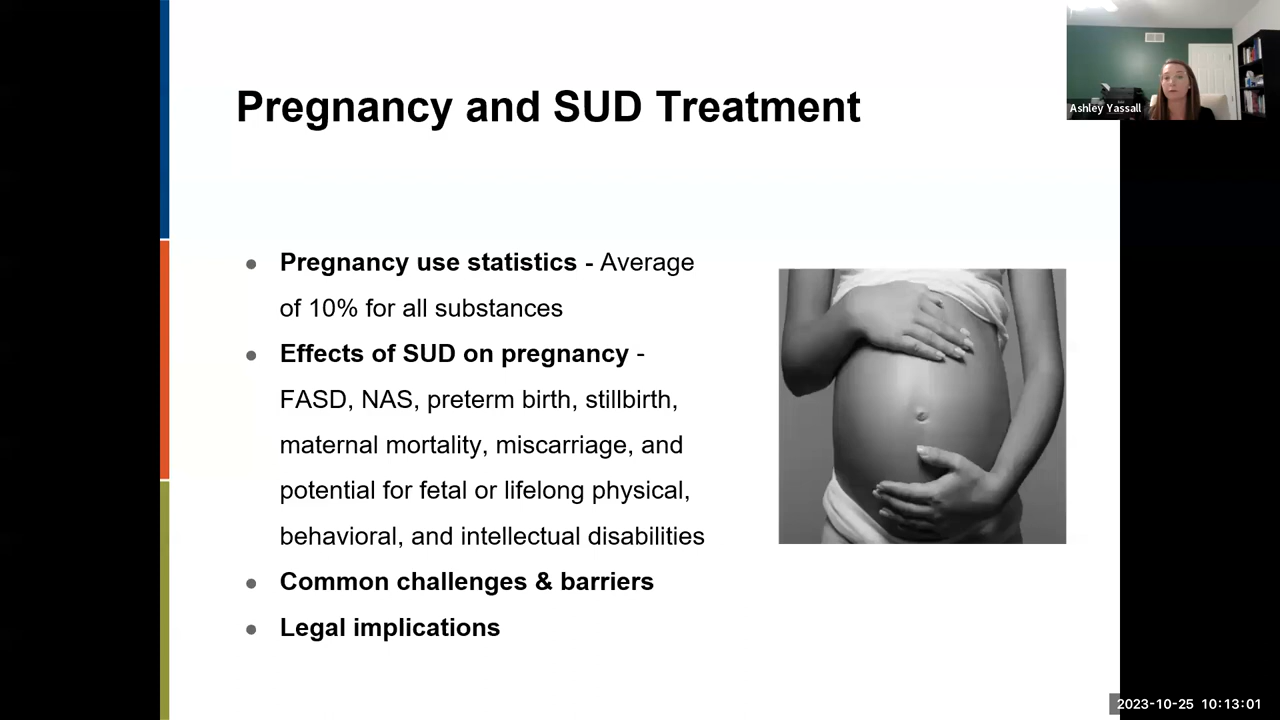 Pregnancy and SUD Treatment
Ashley Yassall
● Pregnancy use statistics - Average
of 10% for all substances
● Effects of SUD on pregnancy -
FASD, NAS, preterm birth, stillbirth,
maternal mortality, miscarriage, and
potential for fetal or lifelong physical,
behavioral, and intellectual disabilities
● Common challenges & barriers
● Legal implications
2023-10-25 10:13:01